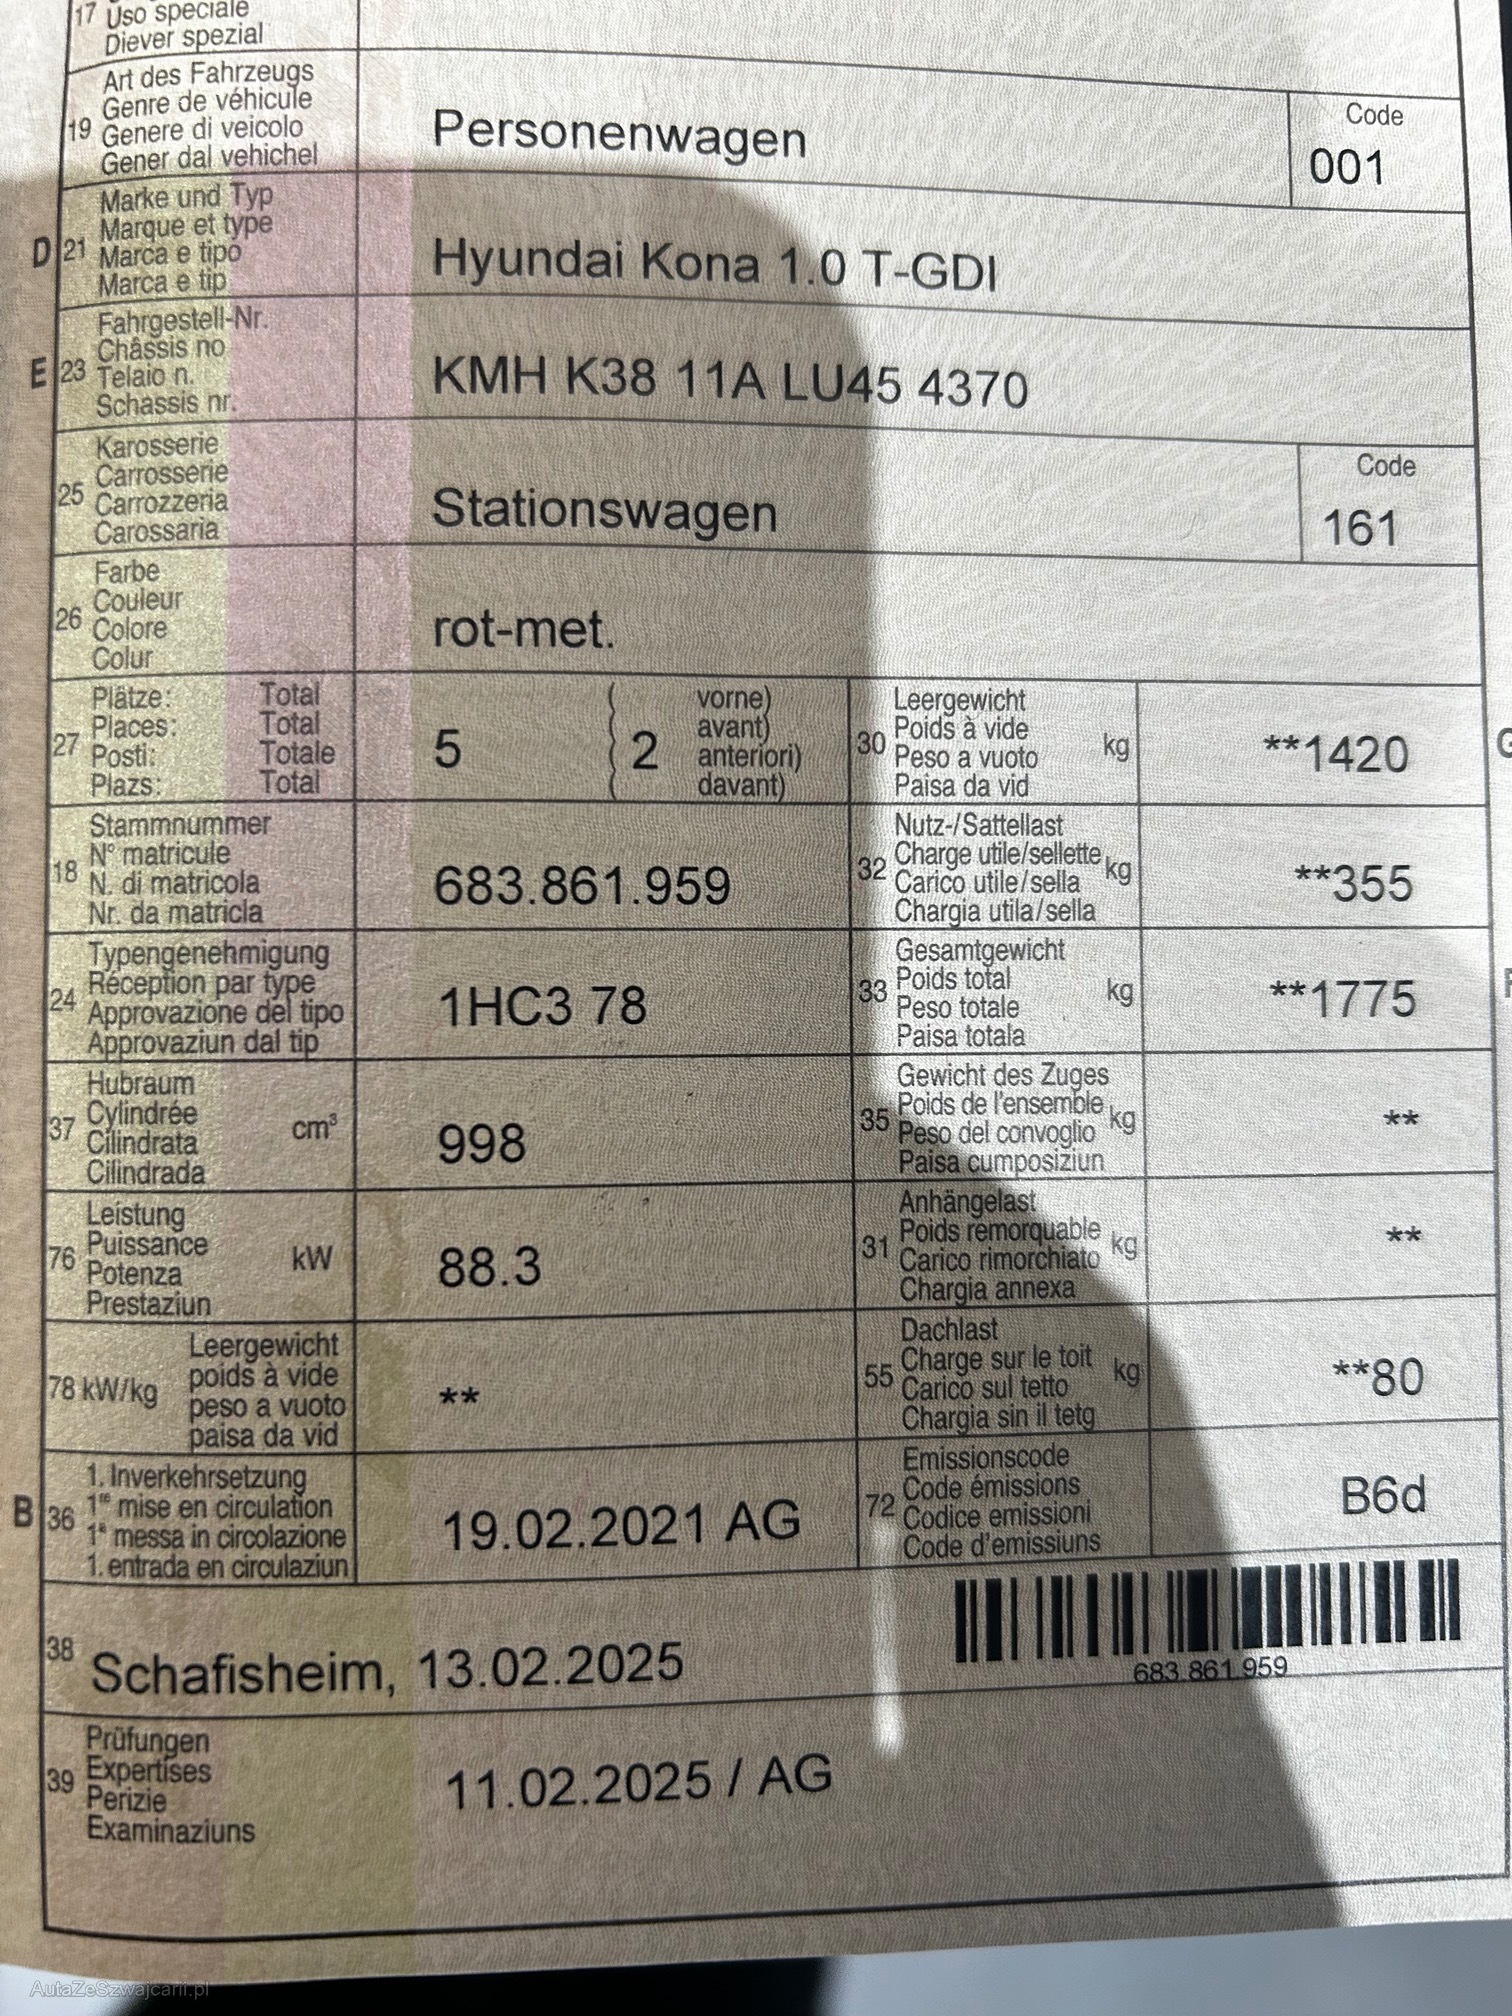 17 Uso speciale
Diever spezial
19 Art des Fahrzeugs
Genre de véhicule
Genere di veicolo
Gener dal vehichel
Personenwagen
Code
001
D 21 Marke und Typ
Marque et type
Marca e tipo
Marca e tip
Hyundai Kona 1.0 T-GDI
E 23 Fahrgestell-Nr.
Châssis no
Telaio n.
Schassis nr.
KMH K38 11A LU45 4370
25 Karosserie
Carrosserie
Carrozzeria
Carossaria
Stationswagen
Code
161
26 Farbe
Couleur
Colore
Colur
rot-met.
27 Plätze: Total
Places: Total
Posti: Totale
Plazs: Total
5 ( 2 vorne)
avant)
anteriori)
davant)
30 Leergewicht
Poids à vide
Peso a vuoto
Paisa da vid
kg
**1420
G
18 Stammnummer
N° matricule
N. di matricola
Nr. da matricla
683.861.959
32 Nutz-/Sattellast
Charge utile/sellette
Carico utile/sella
Chargia utila/sella
kg
**355
24 Typengenehmigung
Réception par type
Approvazione del tipo
Approvaziun dal tip
1HC3 78
33 Gesamtgewicht
Poids total
Peso totale
Paisa totala
kg
**1775
F
37 Hubraum
Cylindrée
Cilindrata
Cilindrada
cm³
998
35 Gewicht des Zuges
Poids de l'ensemble
Peso del convoglio
Paisa cumposiziun
kg
**
76 Leistung
Puissance
Potenza
Prestaziun
kW
88.3
31 Anhängelast
Poids remorquable
Carico rimorchiato
Chargia annexa
kg
**
78 kW/kg
Leergewicht
poids à vide
peso a vuoto
paisa da vid
**
55 Dachlast
Charge sur le toit
Carico sul tetto
Chargia sin il tetg
kg
**80
B 36 1. Inverkehrsetzung
1re mise en circulation
1a messa in circolazione
1. entrada en circulaziun
19.02.2021 AG
72 Emissionscode
Code émissions
Codice emissioni
Code d'emissiuns
B6d
38 Schafisheim, 13.02.2025
683.861.959
39 Prüfungen
Expertises
Perizie
Examinaziuns
11.02.2025 / AG
AutaZeSzwajcarii.pl